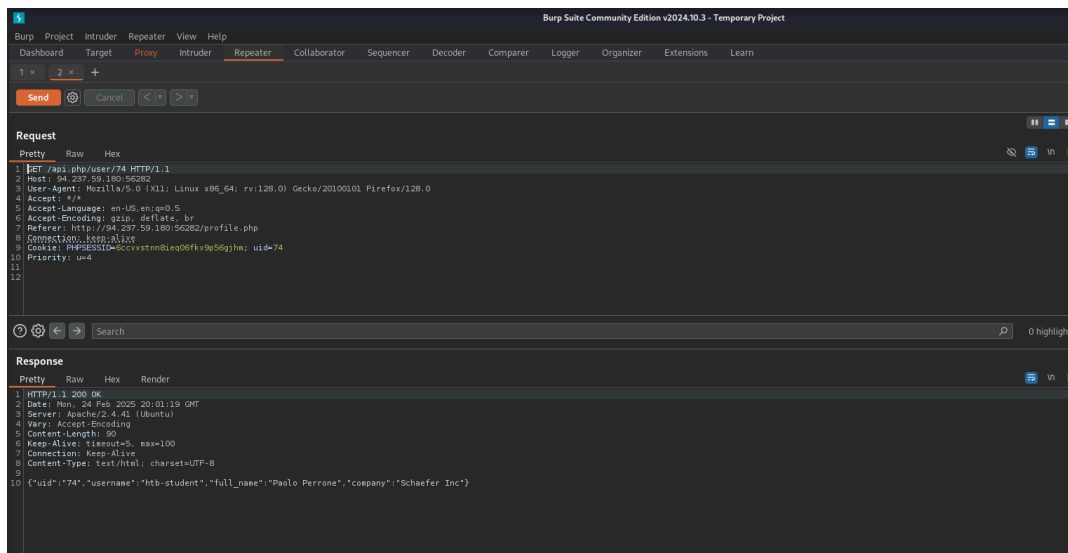 Burp Suite Community Edition v2024.10.3 - Temporary Project
Burp Project Intruder Repeater View Help
Dashboard Target Proxy Intruder Repeater Collaborator Sequencer Decoder Comparer Logger Organizer Extensions Learn
1 × 2 × +
Send Cancel < >
Request
Pretty Raw Hex
\n
1 GET /api.php/user/74 HTTP/1.1
2 Host: 94.237.59.180:56282
3 User-Agent: Mozilla/5.0 (X11; Linux x86_64; rv:128.0) Gecko/20100101 Firefox/128.0
4 Accept: */*
5 Accept-Language: en-US,en;q=0.5
6 Accept-Encoding: gzip, deflate, br
7 Referer: http://94.237.59.180:56282/profile.php
8 Connection: keep-alive
9 Cookie: PHPSESSID=6ccvvstnn8ieq06fkv9p56gjhm; uid=74
10 Priority: u=4
11
12
Search 0 highligh
Response
Pretty Raw Hex Render
\n
1 HTTP/1.1 200 OK
2 Date: Mon, 24 Feb 2025 20:01:19 GMT
3 Server: Apache/2.4.41 (Ubuntu)
4 Vary: Accept-Encoding
5 Content-Length: 90
6 Keep-Alive: timeout=5, max=100
7 Connection: Keep-Alive
8 Content-Type: text/html; charset=UTF-8
9
10 {"uid":"74","username":"htb-student","full_name":"Paolo Perrone","company":"Schaefer Inc"}